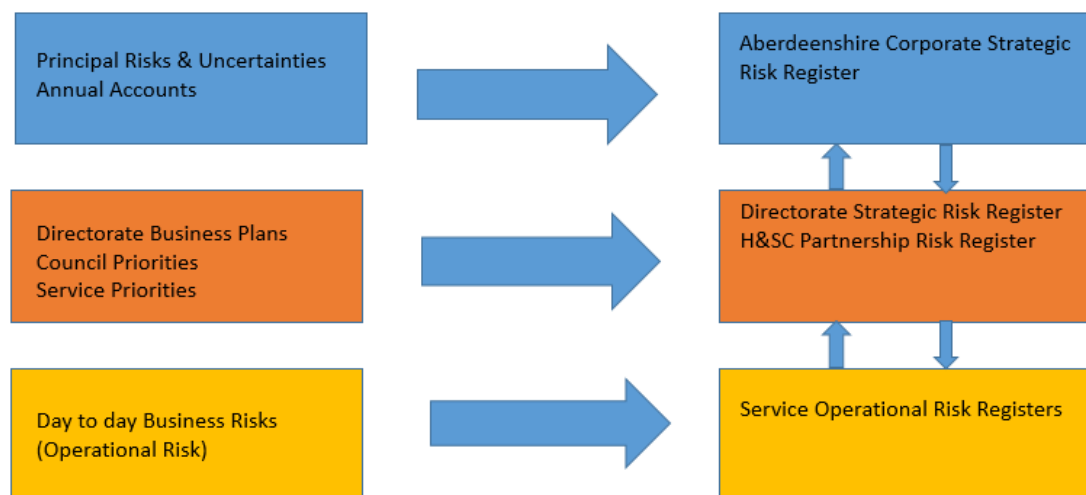 Principal Risks & Uncertainties
Annual Accounts
Aberdeenshire Corporate Strategic
Risk Register
Directorate Business Plans
Council Priorities
Service Priorities
Directorate Strategic Risk Register
H&SC Partnership Risk Register
Day to day Business Risks
(Operational Risk)
Service Operational Risk Registers